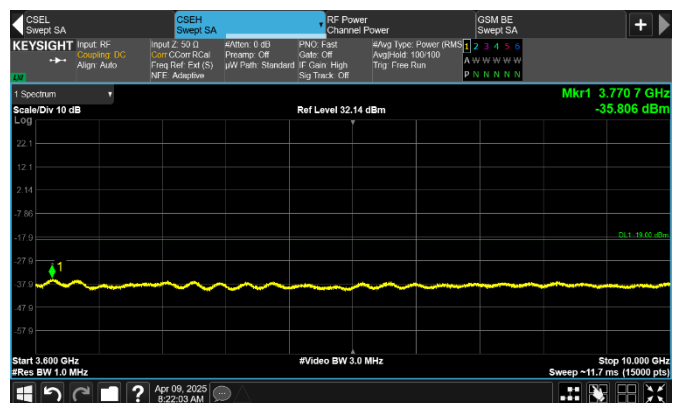 CSEL
Swept SA
CSEH
Swept SA
RF Power
Channel Power
GSM BE
Swept SA
+
KEYSIGHT
LXI
Input: RF
Coupling: DC
Align: Auto
Input Z: 50 Ω
Corr CCorr RCal
Freq Ref: Ext (S)
NFE: Adaptive
#Atten: 0 dB
Preamp: Off
µW Path: Standard
PNO: Fast
Gate: Off
IF Gain: High
Sig Track: Off
#Avg Type: Power (RMS)
Avg|Hold: 100/100
Trig: Free Run
1 2 3 4 5 6
A W W W W W
P N N N N N
1 Spectrum
Mkr1 3.770 7 GHz
-35.806 dBm
Scale/Div 10 dB
Ref Level 32.14 dBm
Log
22.1
12.1
2.14
-7.86
-17.9
DL1 -19.00 dBm
-27.9
1
-37.9
-47.9
-57.9
Start 3.600 GHz
#Video BW 3.0 MHz
Stop 10.000 GHz
#Res BW 1.0 MHz
Sweep ~11.7 ms (15000 pts)
?
Apr 09, 2025
8:22:03 AM